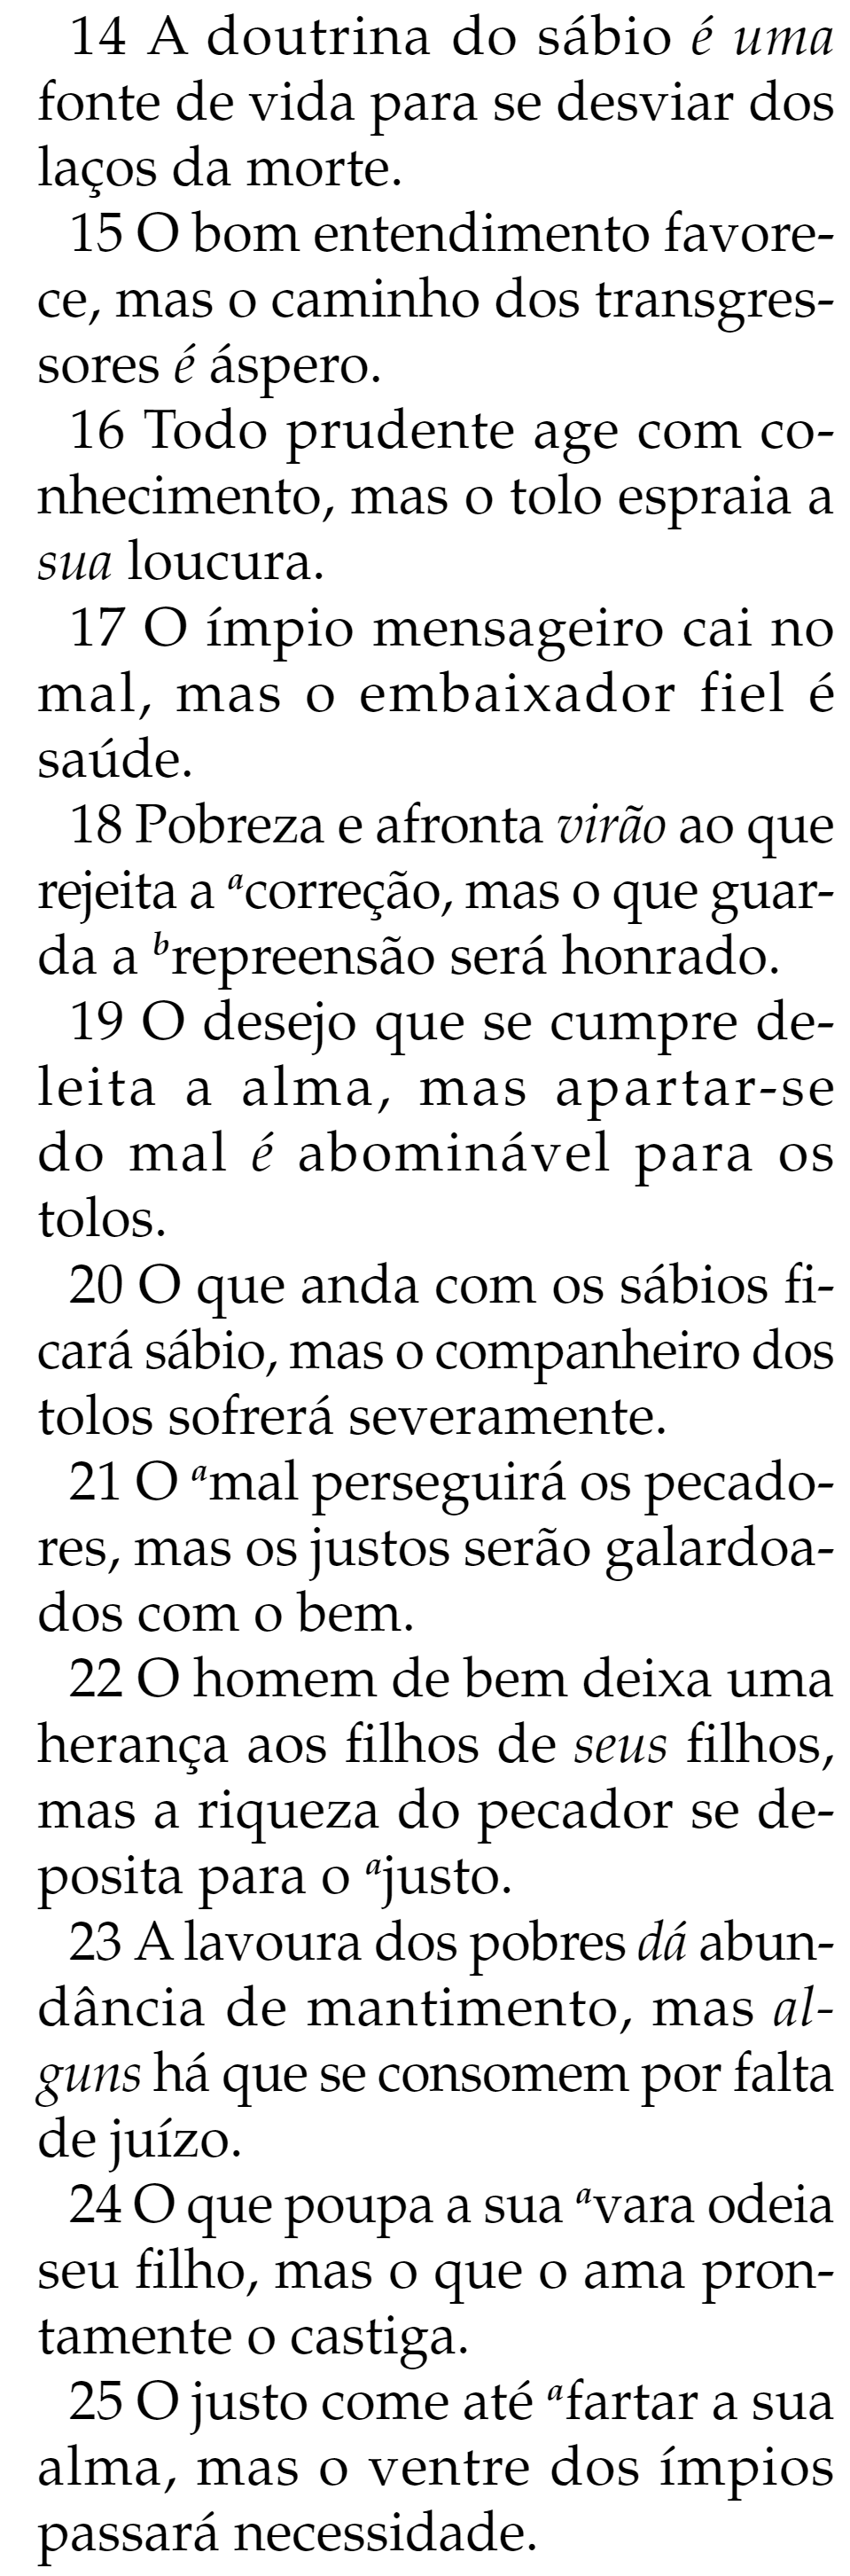 14 A doutrina do sábio é uma
fonte de vida para se desviar dos
laços da morte.
15 O bom entendimento favore-
ce, mas o caminho dos transgres-
sores é áspero.
16 Todo prudente age com co-
nhecimento, mas o tolo espraia a
sua loucura.
17 O ímpio mensageiro cai no
mal, mas o embaixador fiel é
saúde.
18 Pobreza e afronta virão ao que
rejeita a ᵃcorreção, mas o que guar-
da a ᵇrepreensão será honrado.
19 O desejo que se cumpre de-
leita a alma, mas apartar-se
do mal é abominável para os
tolos.
20 O que anda com os sábios fi-
cará sábio, mas o companheiro dos
tolos sofrerá severamente.
21 O ᵃmal perseguirá os pecado-
res, mas os justos serão galardoa-
dos com o bem.
22 O homem de bem deixa uma
herança aos filhos de seus filhos,
mas a riqueza do pecador se de-
posita para o ᵃjusto.
23 A lavoura dos pobres dá abun-
dância de mantimento, mas al-
guns há que se consomem por falta
de juízo.
24 O que poupa a sua ᵃvara odeia
seu filho, mas o que o ama pron-
tamente o castiga.
25 O justo come até ᵃfartar a sua
alma, mas o ventre dos ímpios
passará necessidade.